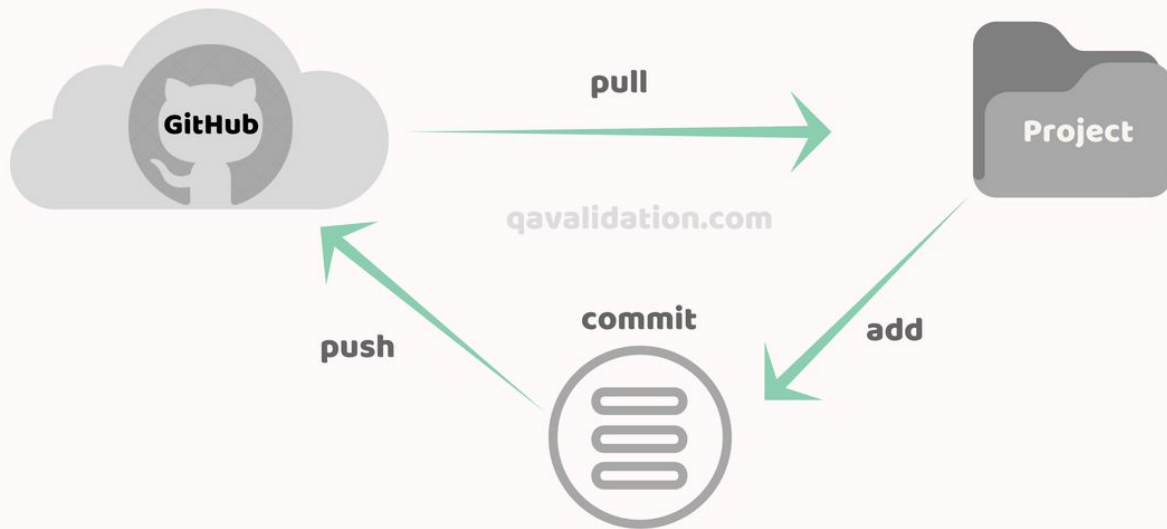 pull
GitHub
Project
qavalidation.com
commit
add
push